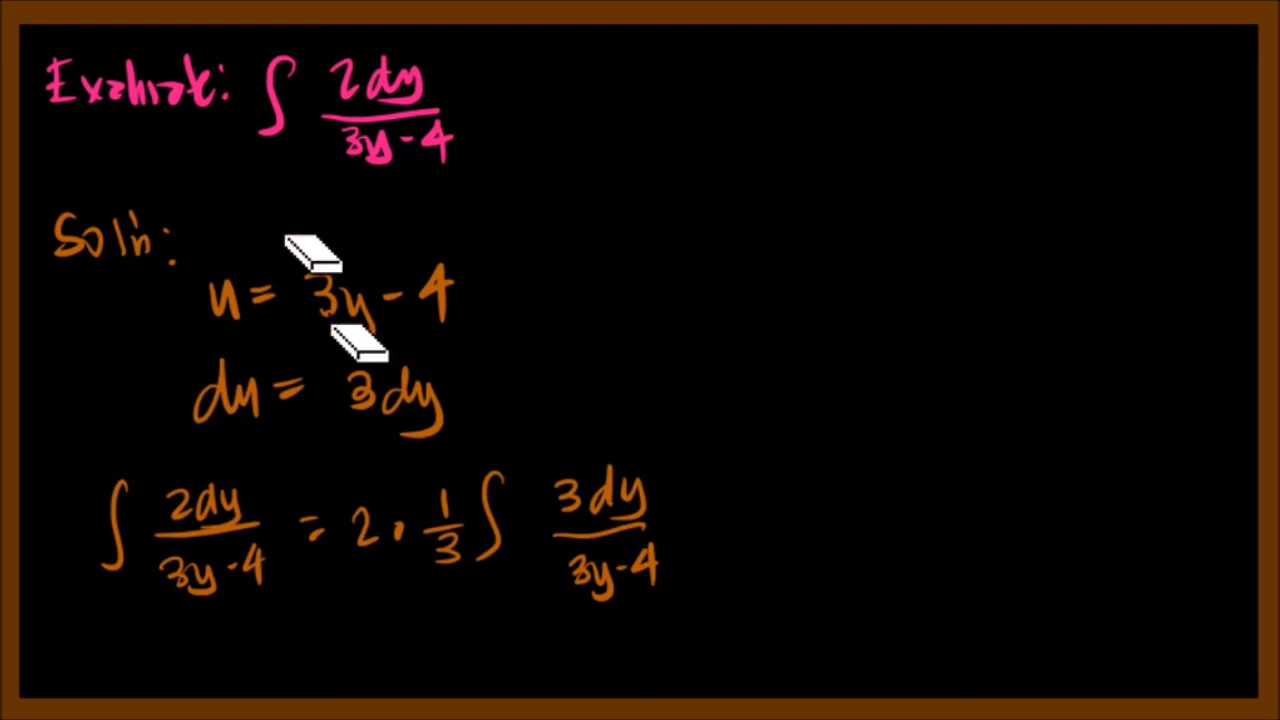 Evaluate: ∫ 2dy / 3y - 4
Sol'n:
u = 3y - 4
du = 3dy
∫ 2dy / 3y - 4 = 2 · 1/3 ∫ 3dy / 3y - 4